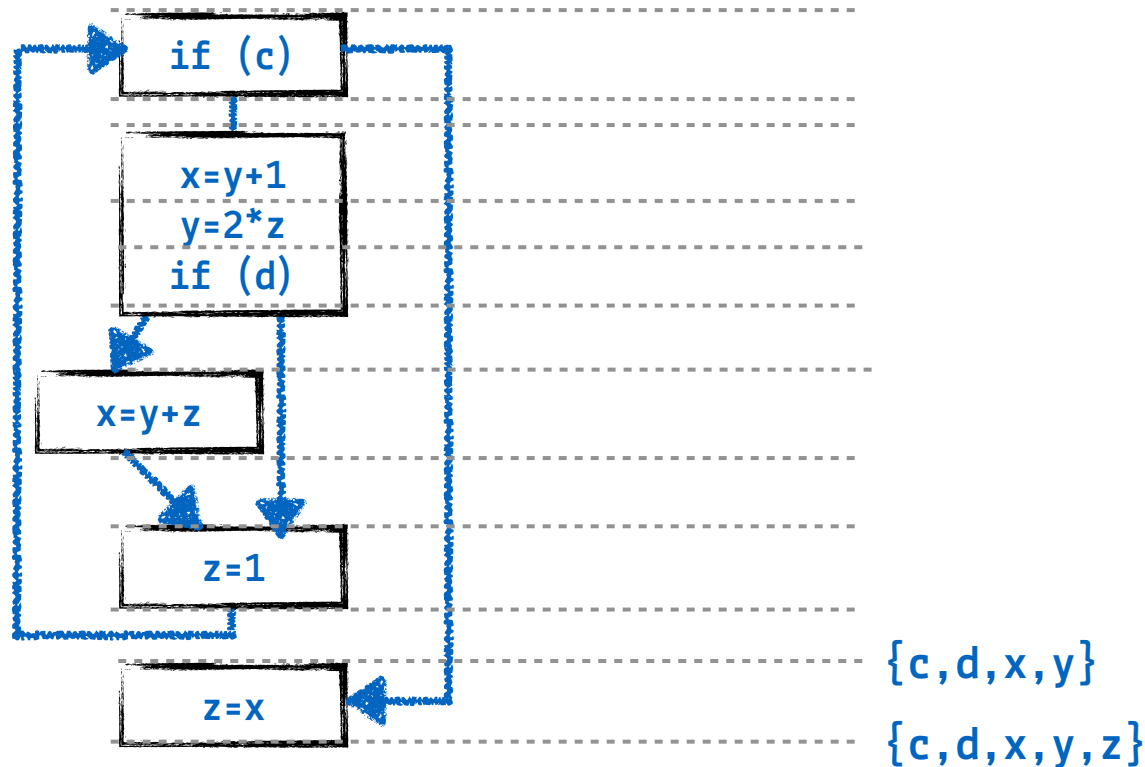 if (c)
x=y+1
y=2*z
if (d)
x=y+z
z=1
{c,d,x,y}
z=x
{c,d,x,y,z}